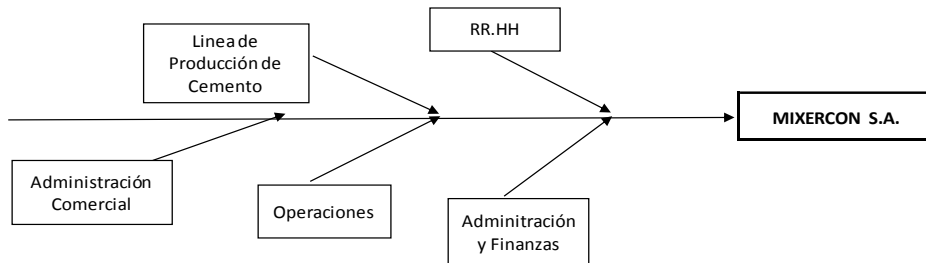 Linea de
Producción de
Cemento
RR.HH
MIXERCON S.A.
Administración
Comercial
Operaciones
Adminitración
y Finanzas